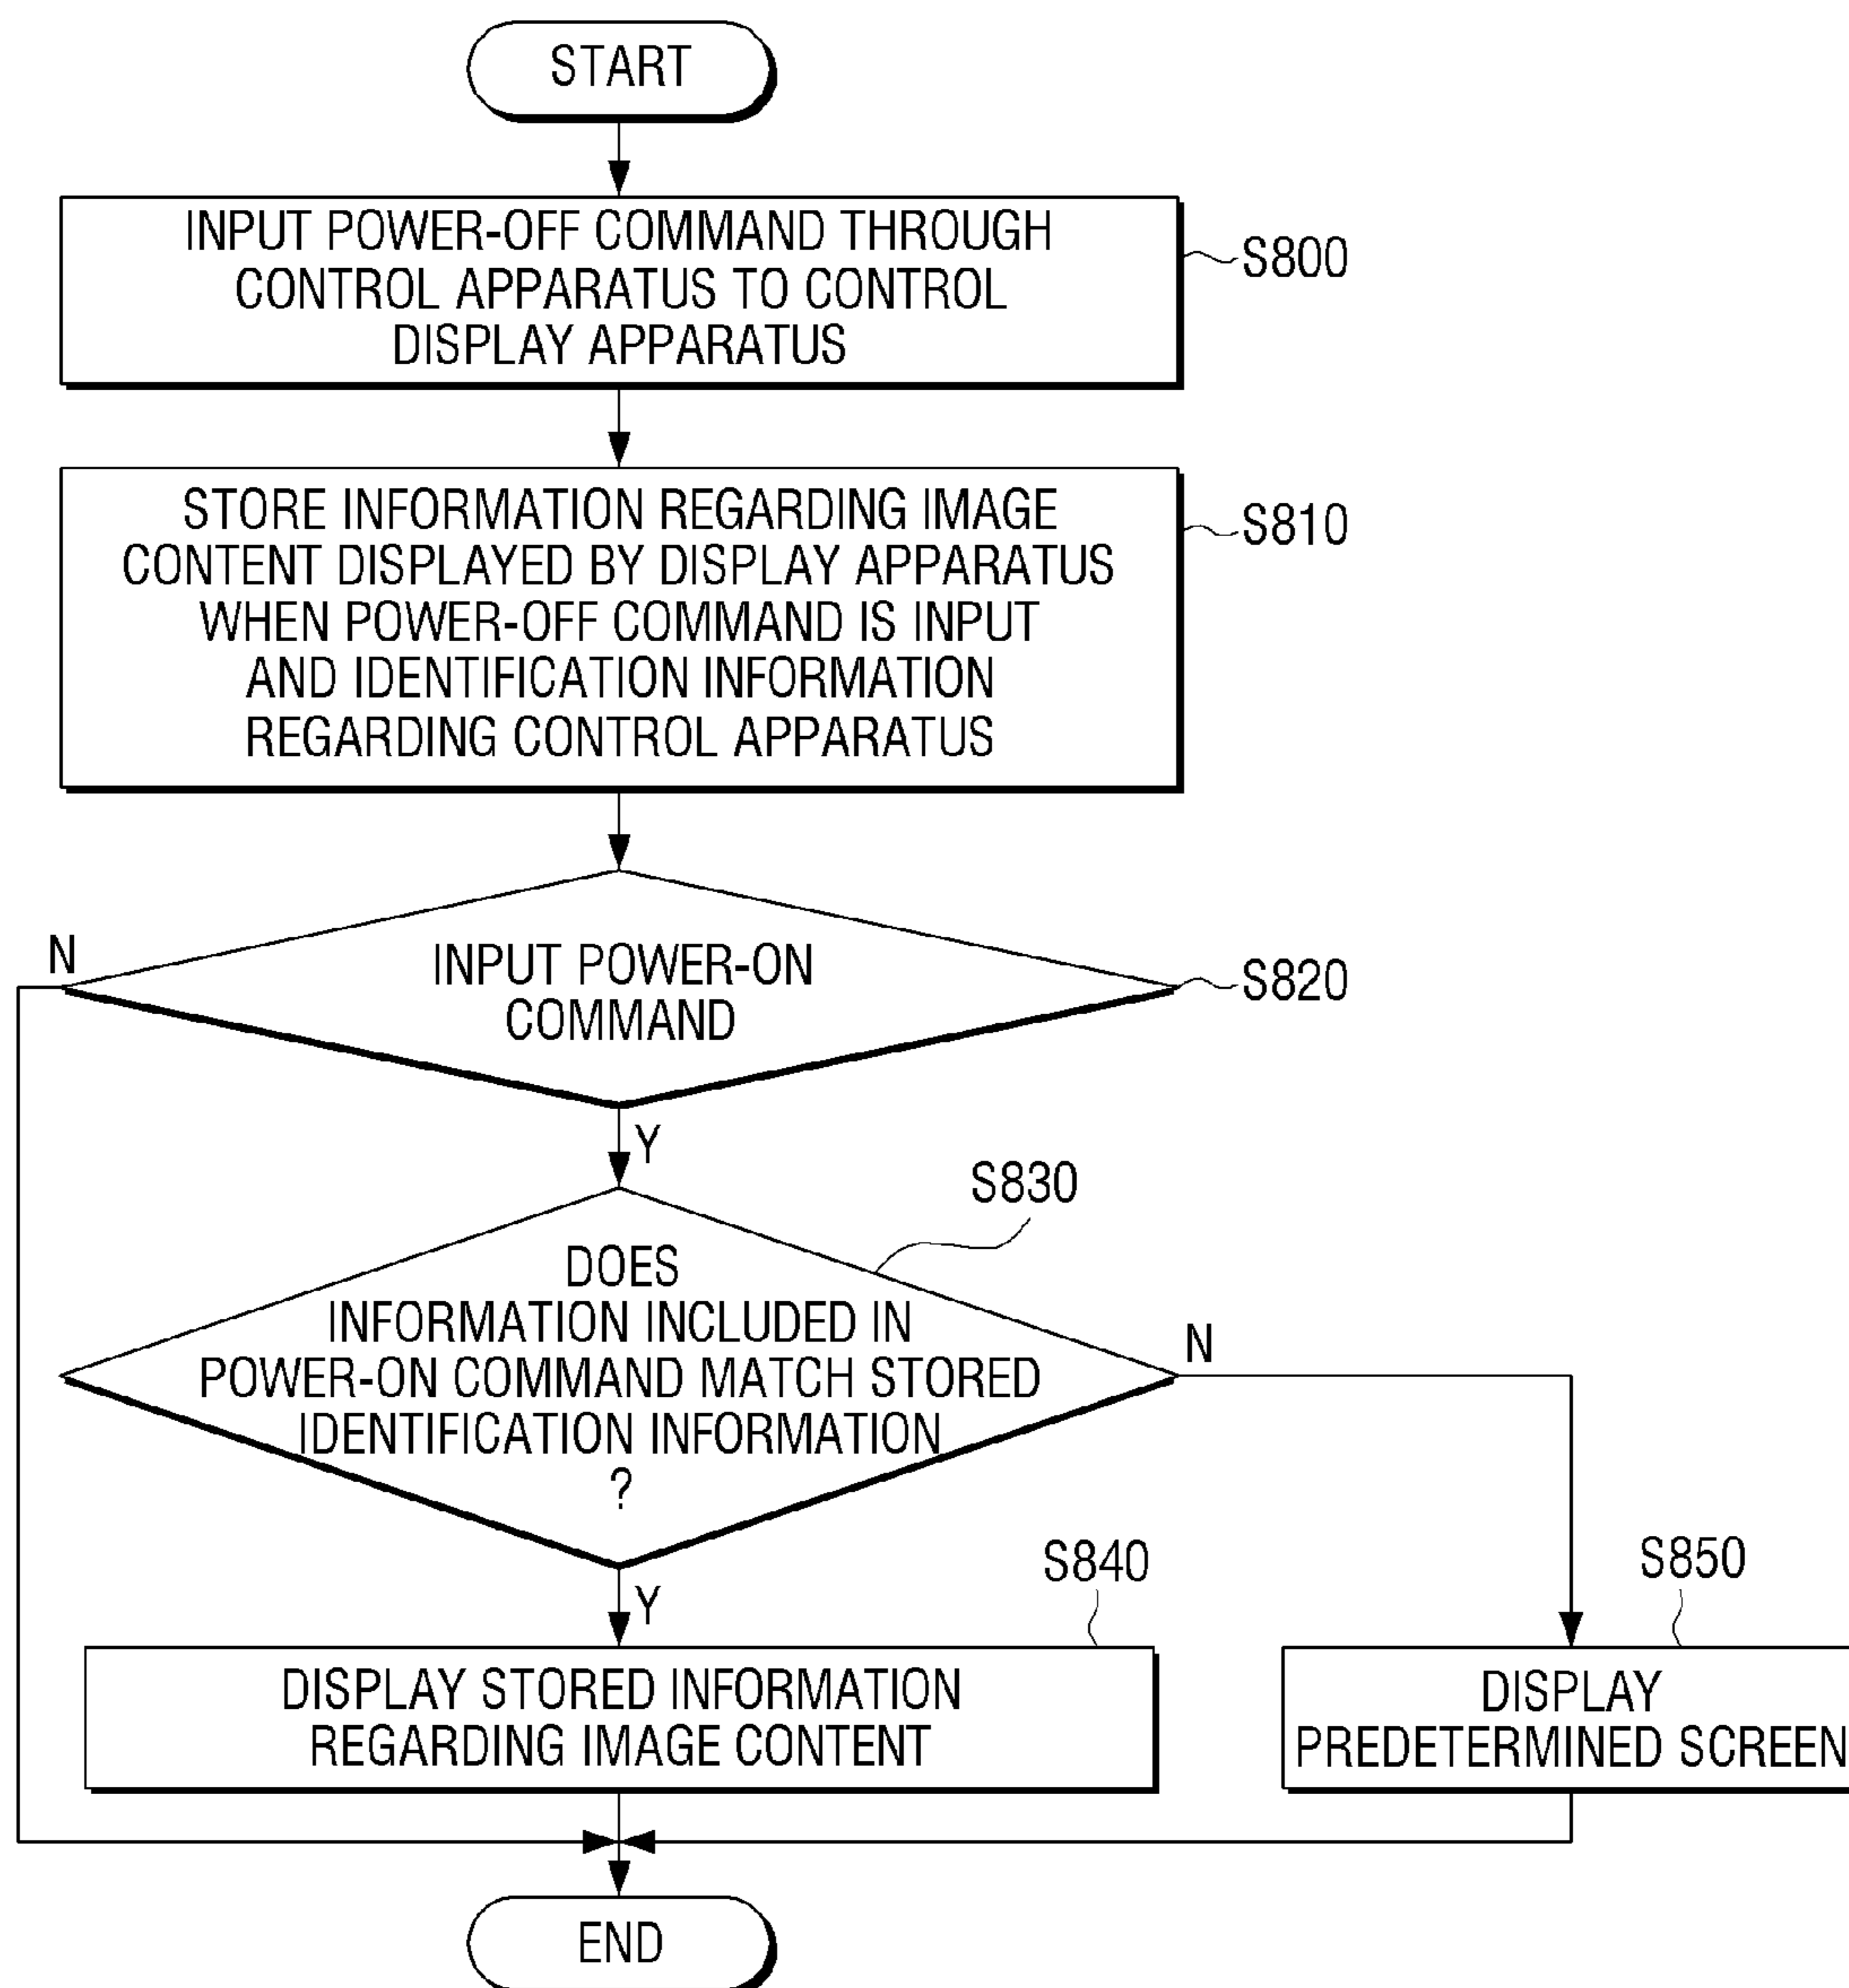 START
INPUT POWER-OFF COMMAND THROUGH
CONTROL APPARATUS TO CONTROL
DISPLAY APPARATUS
S800
STORE INFORMATION REGARDING IMAGE
CONTENT DISPLAYED BY DISPLAY APPARATUS
WHEN POWER-OFF COMMAND IS INPUT
AND IDENTIFICATION INFORMATION
REGARDING CONTROL APPARATUS
S810
N
INPUT POWER-ON
COMMAND
S820
Y
S830
DOES
INFORMATION INCLUDED IN
POWER-ON COMMAND MATCH STORED
IDENTIFICATION INFORMATION
?
N
Y
S840
DISPLAY STORED INFORMATION
REGARDING IMAGE CONTENT
S850
DISPLAY
PREDETERMINED SCREEN
END